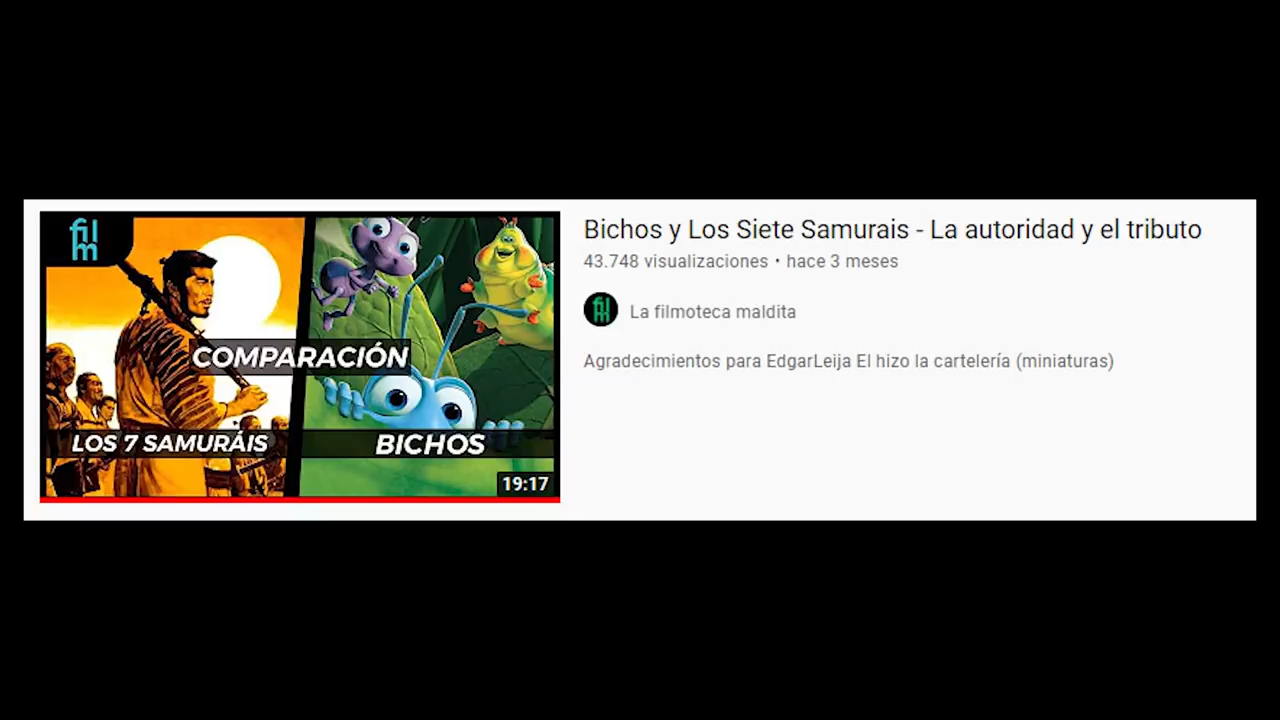 fil
m
COMPARACIÓN
LOS 7 SAMURÁIS
BICHOS
19:17
Bichos y Los Siete Samurais - La autoridad y el tributo
43.748 visualizaciones • hace 3 meses
film
La filmoteca maldita
Agradecimientos para EdgarLeija El hizo la cartelería (miniaturas)